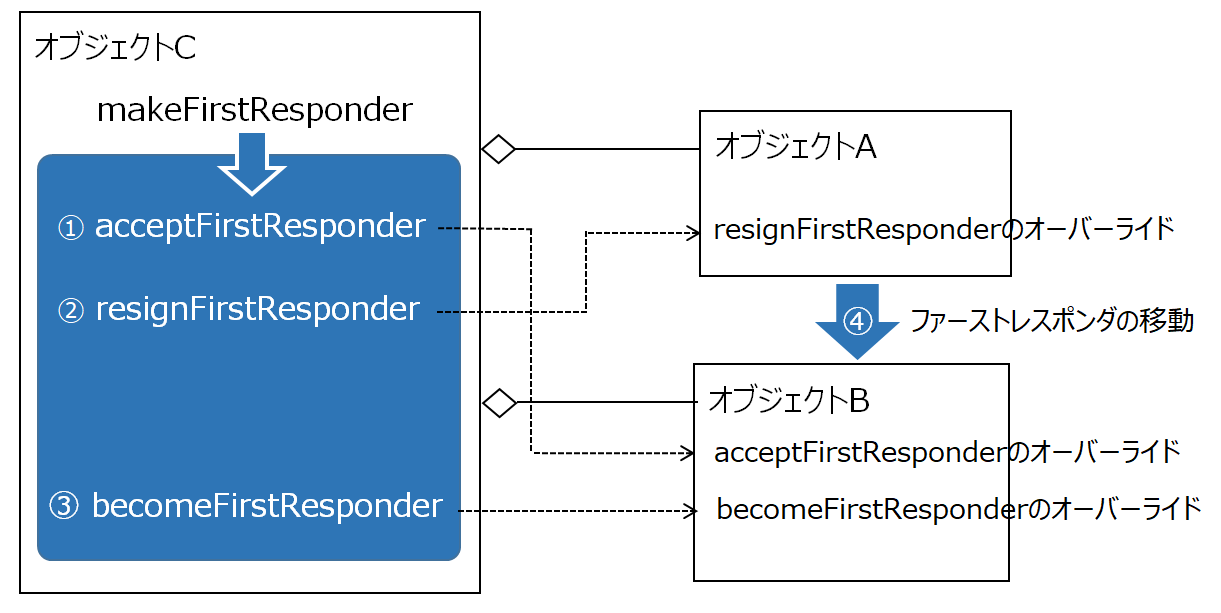 オブジェクトC
makeFirstResponder
① acceptFirstResponder
② resignFirstResponder
③ becomeFirstResponder
オブジェクトA
resignFirstResponderのオーバーライド
④ ファーストレスポンダの移動
オブジェクトB
acceptFirstResponderのオーバーライド
becomeFirstResponderのオーバーライド